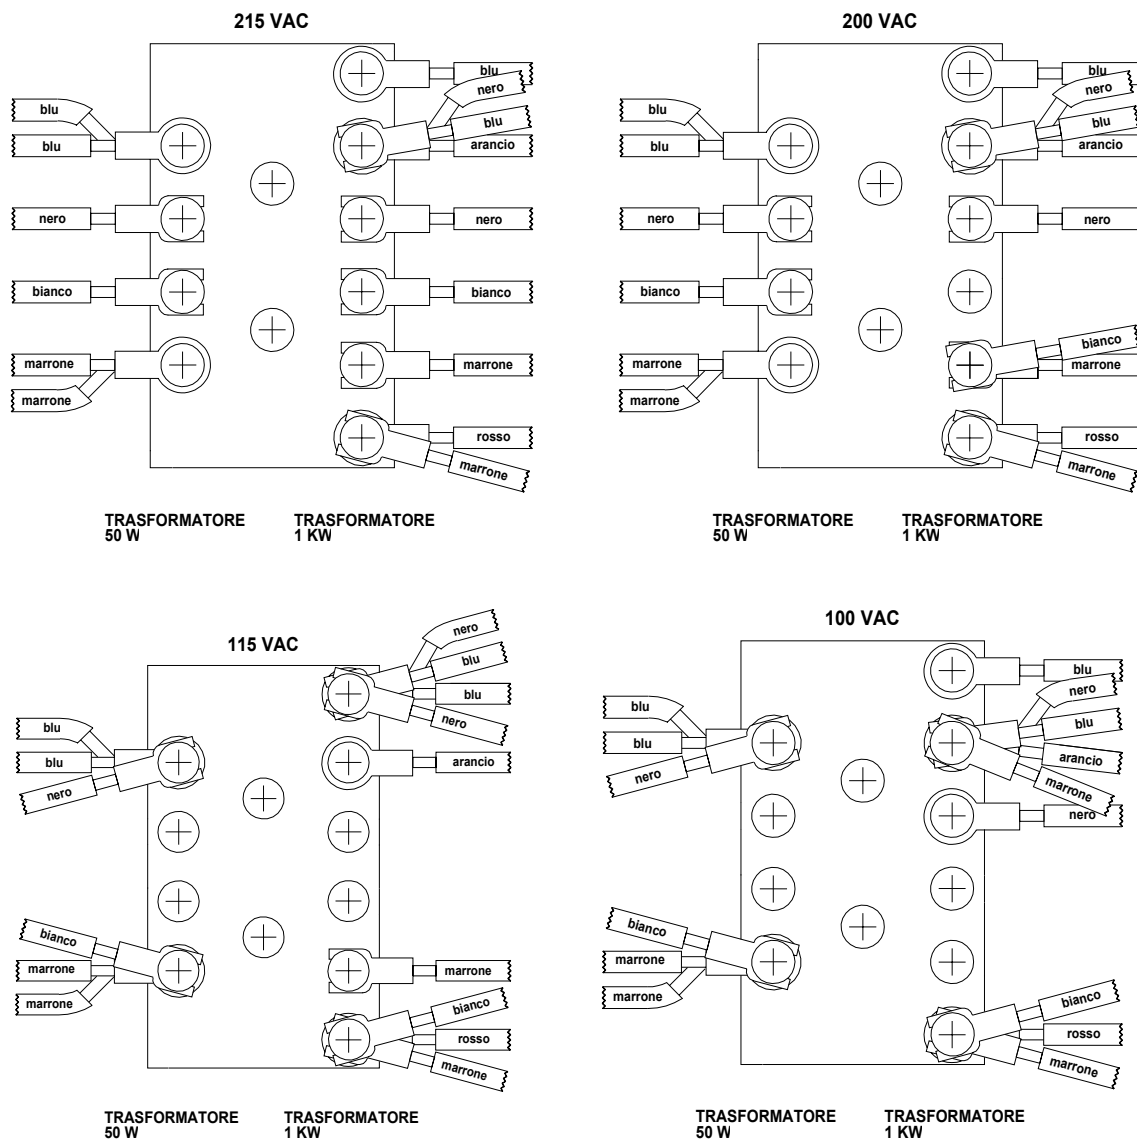 215 VAC
blu
nero
blu
blu
blu
arancio
nero
nero
bianco
bianco
marrone
marrone
marrone
rosso
marrone
TRASFORMATORE
50 W
TRASFORMATORE
1 KW
200 VAC
blu
nero
blu
blu
blu
arancio
nero
nero
bianco
bianco
marrone
marrone
marrone
rosso
marrone
TRASFORMATORE
50 W
TRASFORMATORE
1 KW
115 VAC
nero
blu
blu
nero
blu
blu
arancio
nero
bianco
marrone
marrone
marrone
bianco
rosso
marrone
TRASFORMATORE
50 W
TRASFORMATORE
1 KW
100 VAC
blu
nero
blu
blu
blu
arancio
nero
marrone
nero
bianco
marrone
marrone
bianco
rosso
marrone
TRASFORMATORE
50 W
TRASFORMATORE
1 KW